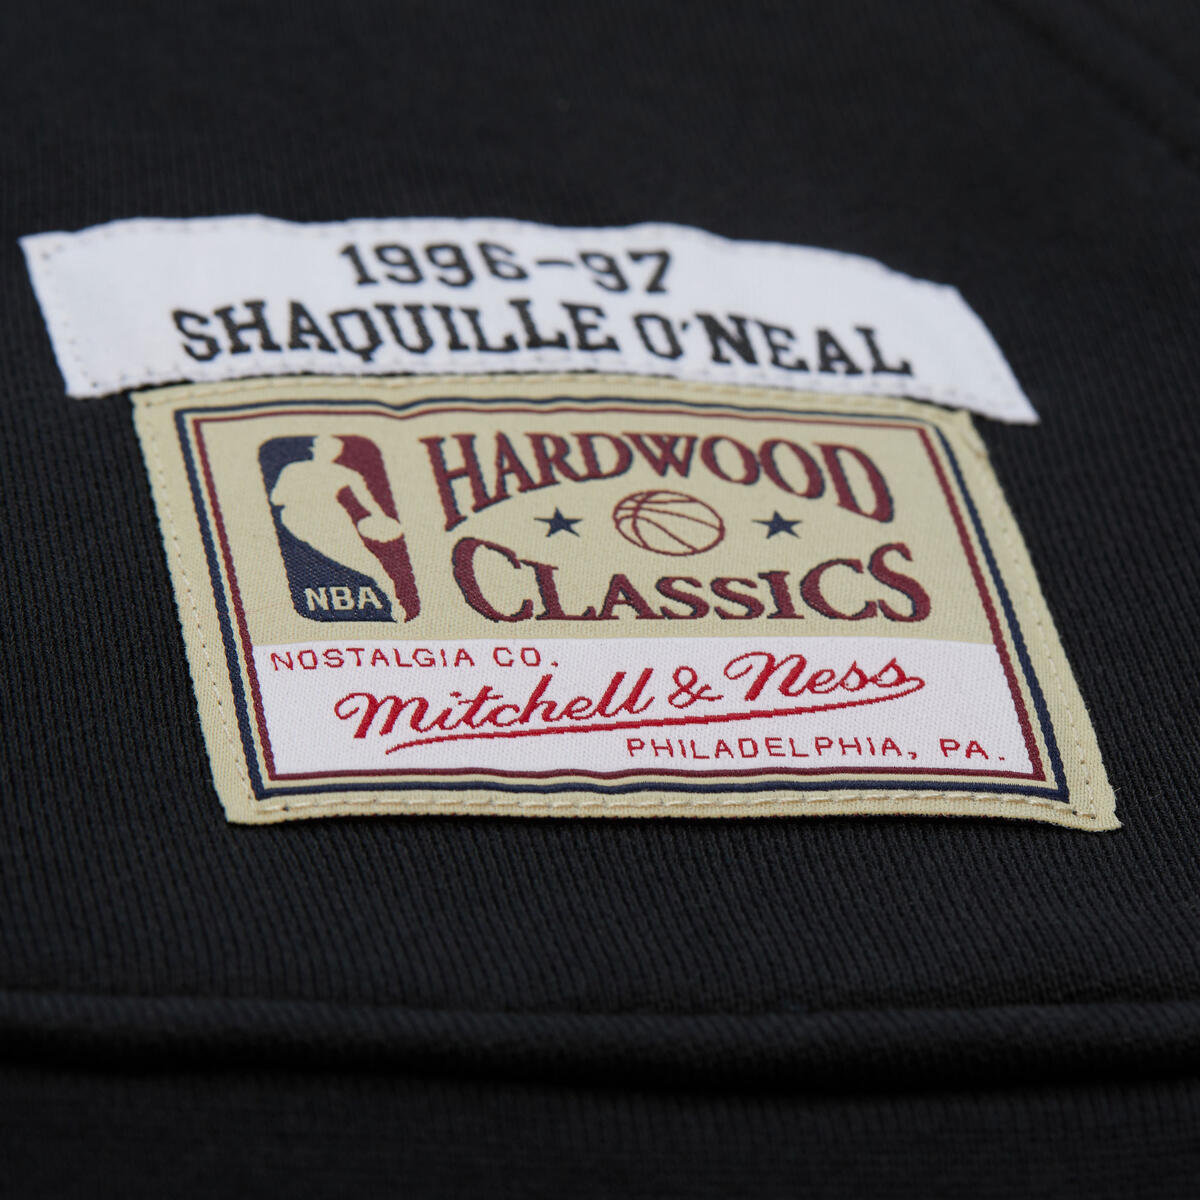 1996-97
SHAQUILLE O'NEAL
HARDWOOD
CLASSICS
NBA
NOSTALGIA CO.
Mitchell & Ness
PHILADELPHIA, PA.